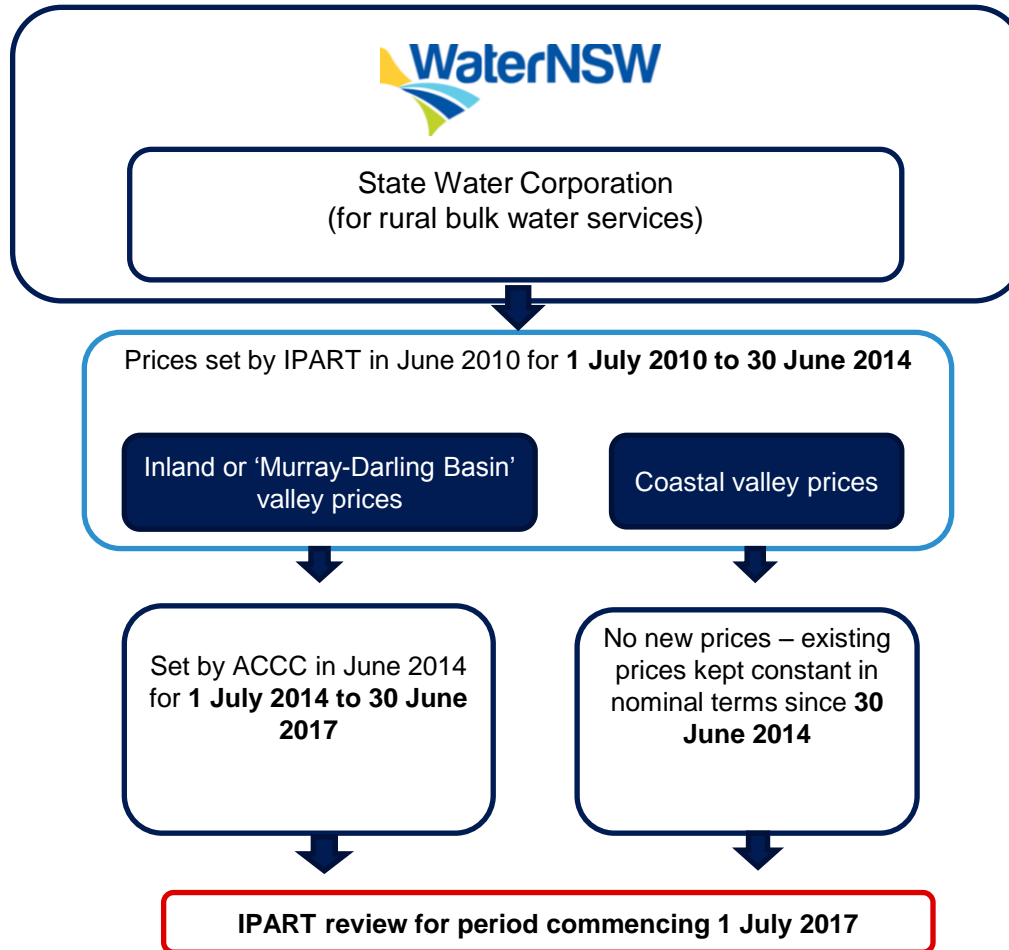 WaterNSW
State Water Corporation
(for rural bulk water services)
Prices set by IPART in June 2010 for 1 July 2010 to 30 June 2014
Inland or ‘Murray-Darling Basin’
valley prices
Coastal valley prices
Set by ACCC in June 2014
for 1 July 2014 to 30 June
2017
No new prices – existing
prices kept constant in
nominal terms since 30
June 2014
IPART review for period commencing 1 July 2017